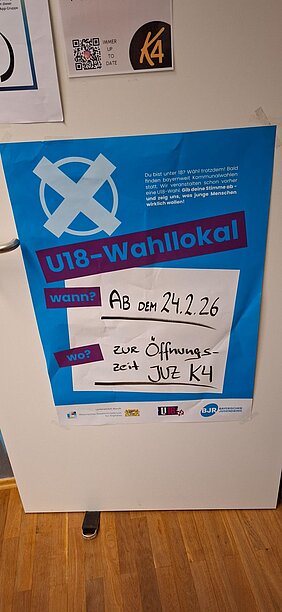 IMMER
UP
TO
DATE
K4
Du bist unter 18? Wähl trotzdem! Bald
finden bayernweit Kommunalwahlen
statt. Wir veranstalten schon vorher
eine U18-Wahl. Gib deine Stimme ab –
und zeig uns, was junge Menschen
wirklich wollen!
U18-Wahllokal
wann?
AB DEM 24.2.26
wo?
ZUR ÖFFNUNGS-
ZEIT JUZ K4
BJR BAYERISCHER
JUGENDRING